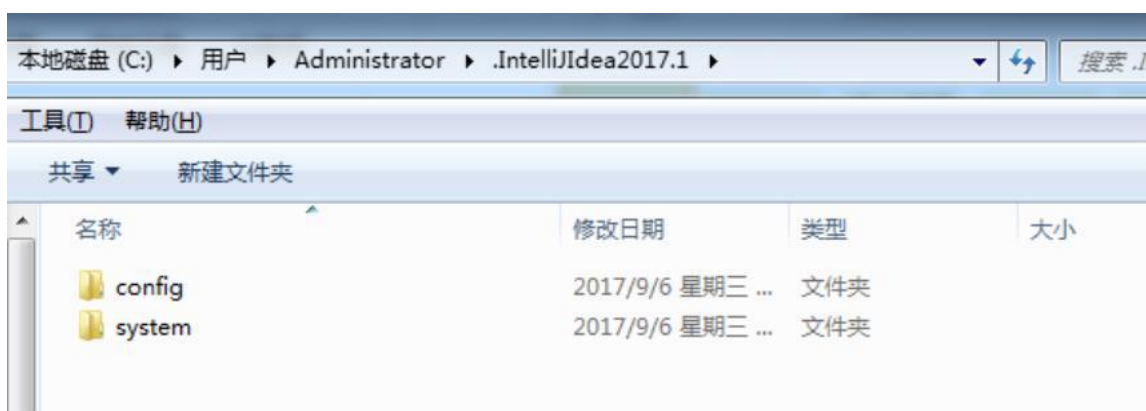 本地磁盘 (C:) 用户 Administrator .IntelliJIdea2017.1 搜索 .I
工具(T) 帮助(H)
共享 新建文件夹
名称 修改日期 类型 大小
config 2017/9/6 星期三 ... 文件夹
system 2017/9/6 星期三 ... 文件夹